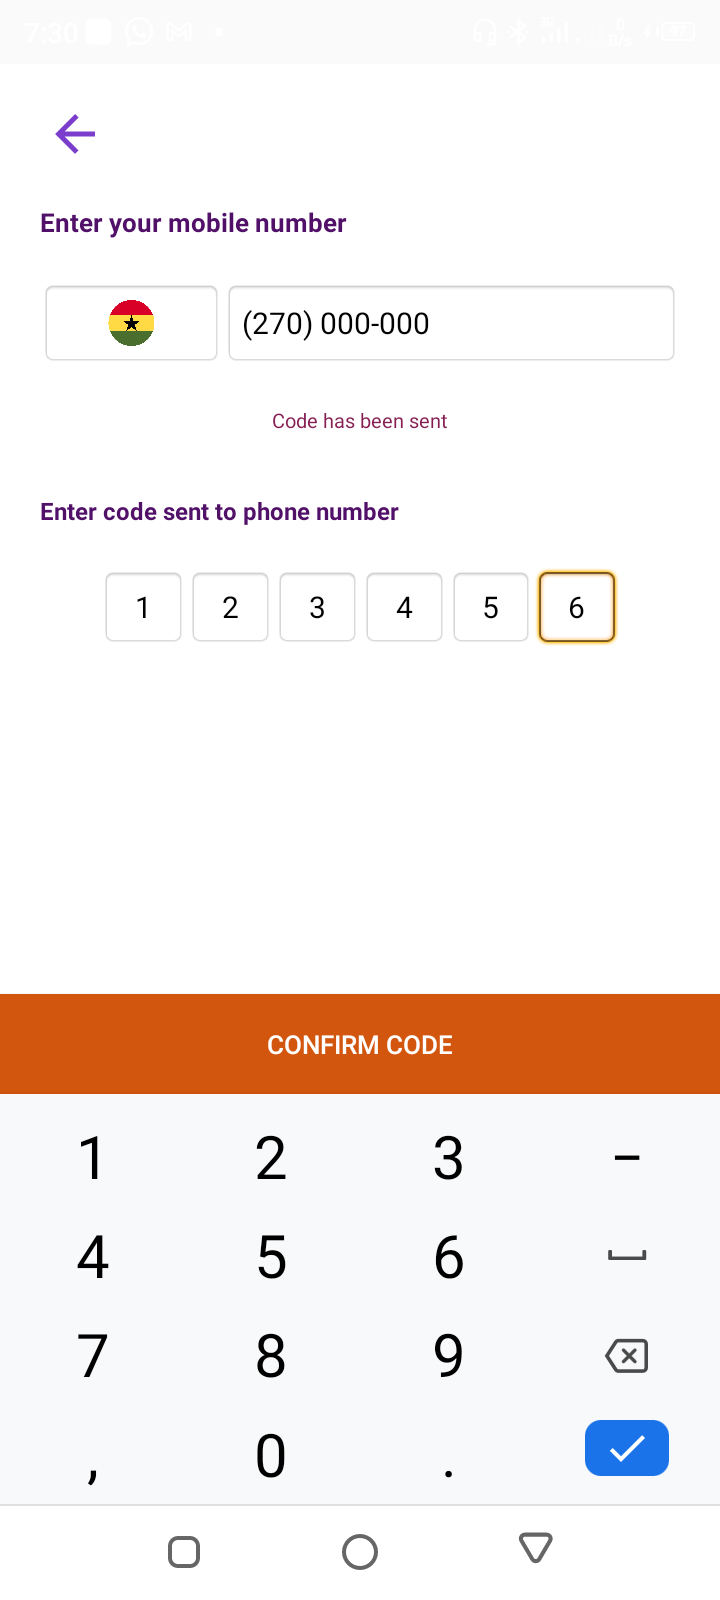 7:30
0
B/s
Enter your mobile number
(270) 000-000
Code has been sent
Enter code sent to phone number
1 2 3 4 5 6
CONFIRM CODE
1 2 3 –
4 5 6
7 8 9
, 0 .